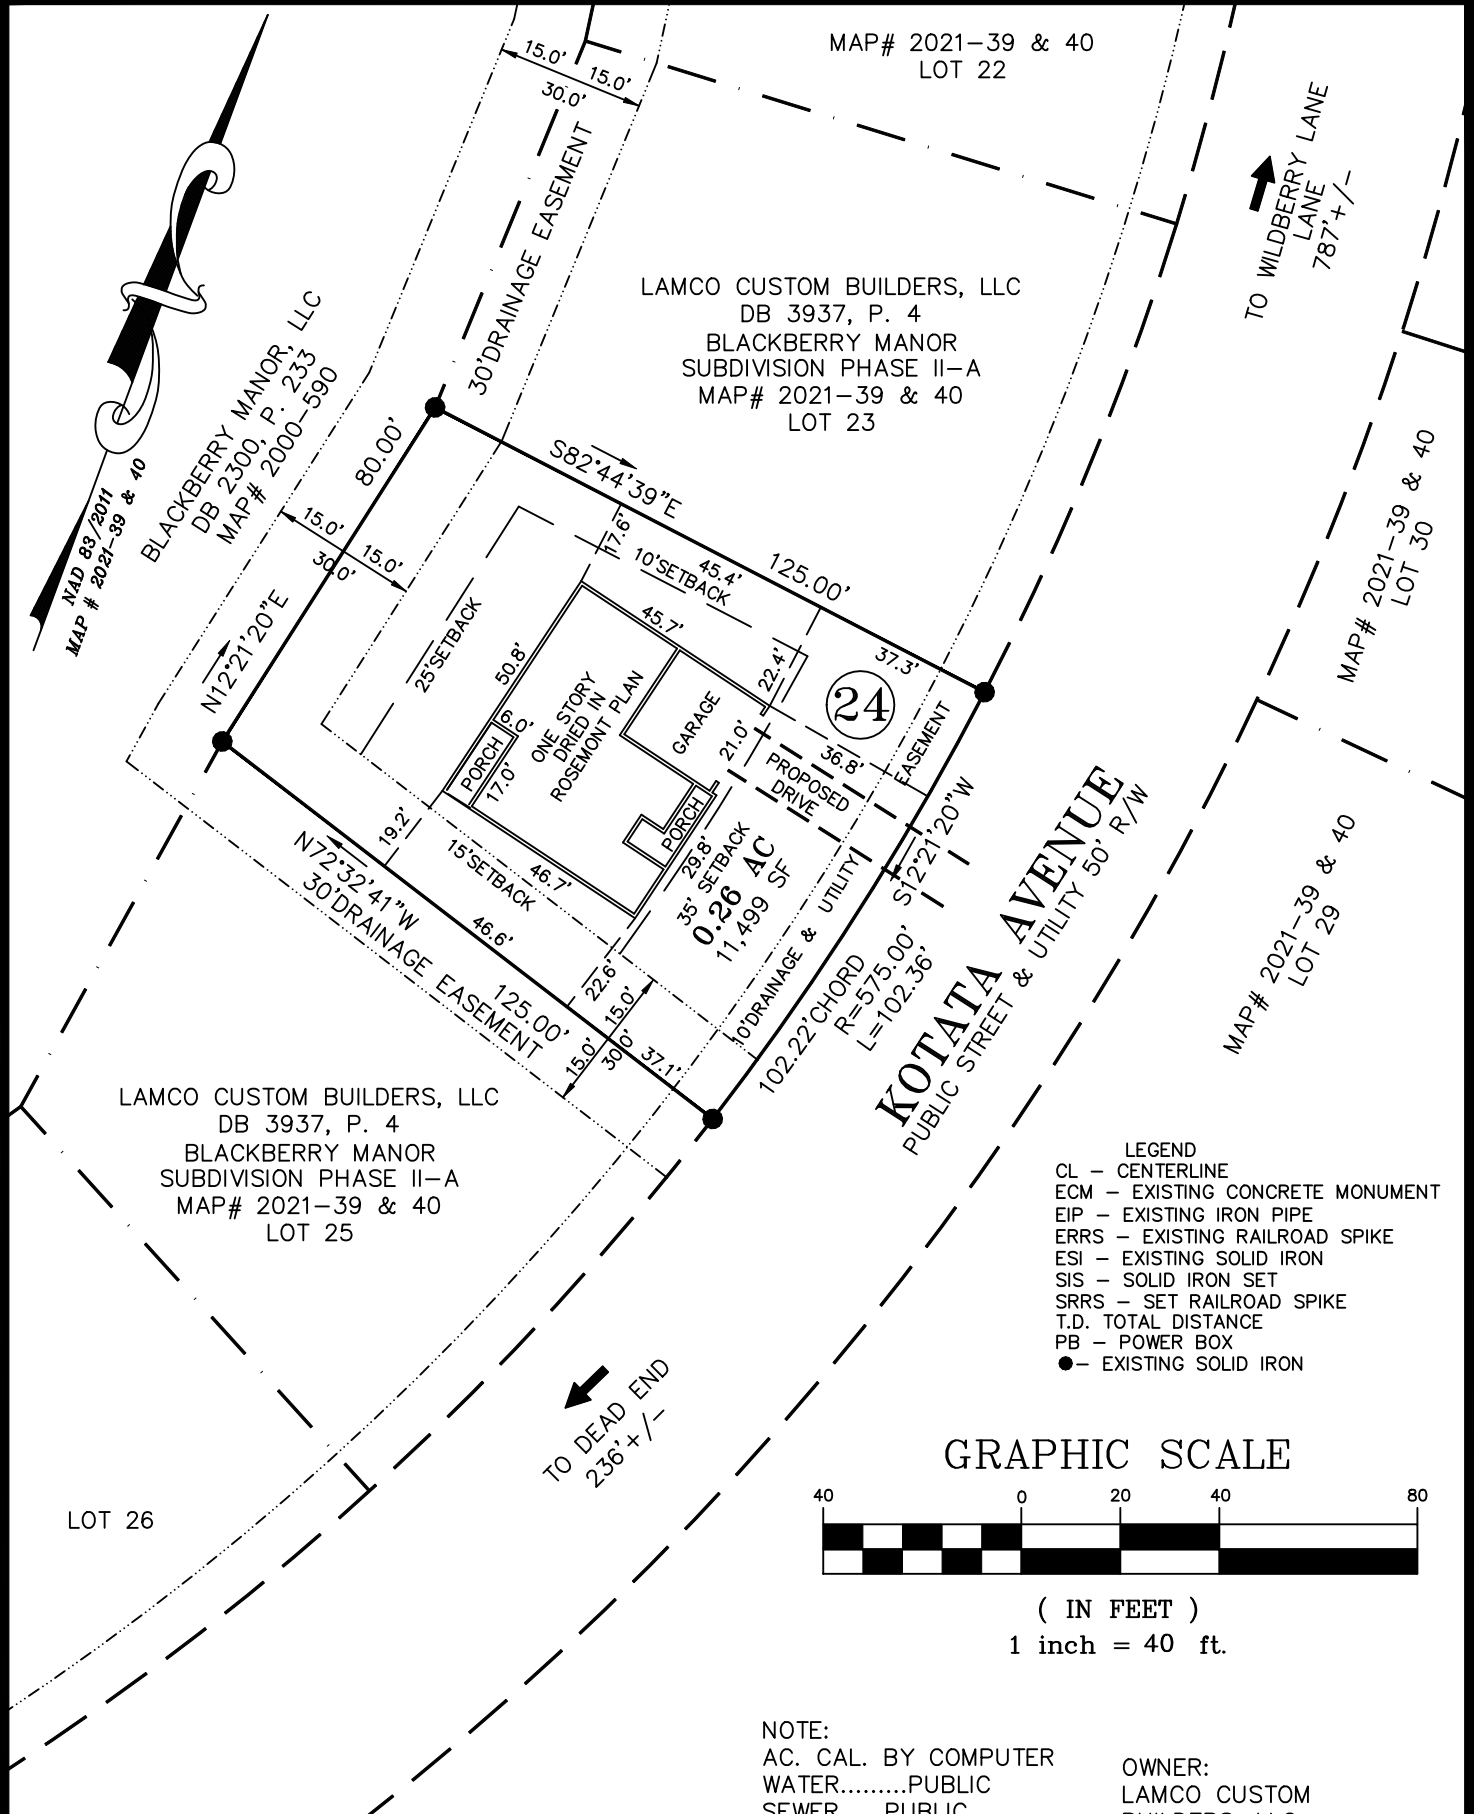 MAP# 2021-39 & 40
LOT 22
15.0'
15.0'
30.0'
30'DRAINAGE EASEMENT
TO WILDBERRY LANE
LANE
787'+/-
LAMCO CUSTOM BUILDERS, LLC
DB 3937, P. 4
BLACKBERRY MANOR
SUBDIVISION PHASE II-A
MAP# 2021-39 & 40
LOT 23
BLACKBERRY MANOR, LLC
DB 2300, P. 233
MAP# 2000-590
NAD 83/2011
MAP # 2021-39 & 40
80.00'
N12°21'20"E
15.0'
15.0'
30.0'
S82°44'39"E
125.00'
17.6'
10'SETBACK
45.4'
37.3'
25'SETBACK
45.7'
50.8'
22.4'
24
6.0'
PORCH
17.0'
ONE STORY
DRIED IN
ROSEMONT PLAN
GARAGE
21.0'
36.8'
PROPOSED
DRIVE
PORCH
19.2'
15'SETBACK
46.7'
29.8'
35' SETBACK
0.26 AC
11,499 SF
10'DRAINAGE & UTILITY EASEMENT
S12°21'20"W
102.22'CHORD
R=575.00'
L=102.36'
N72°32'41"W
125.00'
30'DRAINAGE EASEMENT
46.6'
22.6'
15.0'
15.0'
30.0'
37.1'
KOTATA AVENUE
PUBLIC STREET & UTILITY 50' R/W
MAP# 2021-39 & 40
LOT 30
MAP# 2021-39 & 40
LOT 29
LAMCO CUSTOM BUILDERS, LLC
DB 3937, P. 4
BLACKBERRY MANOR
SUBDIVISION PHASE II-A
MAP# 2021-39 & 40
LOT 25
LOT 26
TO DEAD END
236'+/-
LEGEND
CL - CENTERLINE
ECM - EXISTING CONCRETE MONUMENT
EIP - EXISTING IRON PIPE
ERRS - EXISTING RAILROAD SPIKE
ESI - EXISTING SOLID IRON
SIS - SOLID IRON SET
SRRS - SET RAILROAD SPIKE
T.D. TOTAL DISTANCE
PB - POWER BOX
●- EXISTING SOLID IRON
GRAPHIC SCALE
40 0 20 40 80
( IN FEET )
1 inch = 40 ft.
NOTE:
AC. CAL. BY COMPUTER
WATER.........PUBLIC
OWNER:
LAMCO CUSTOM